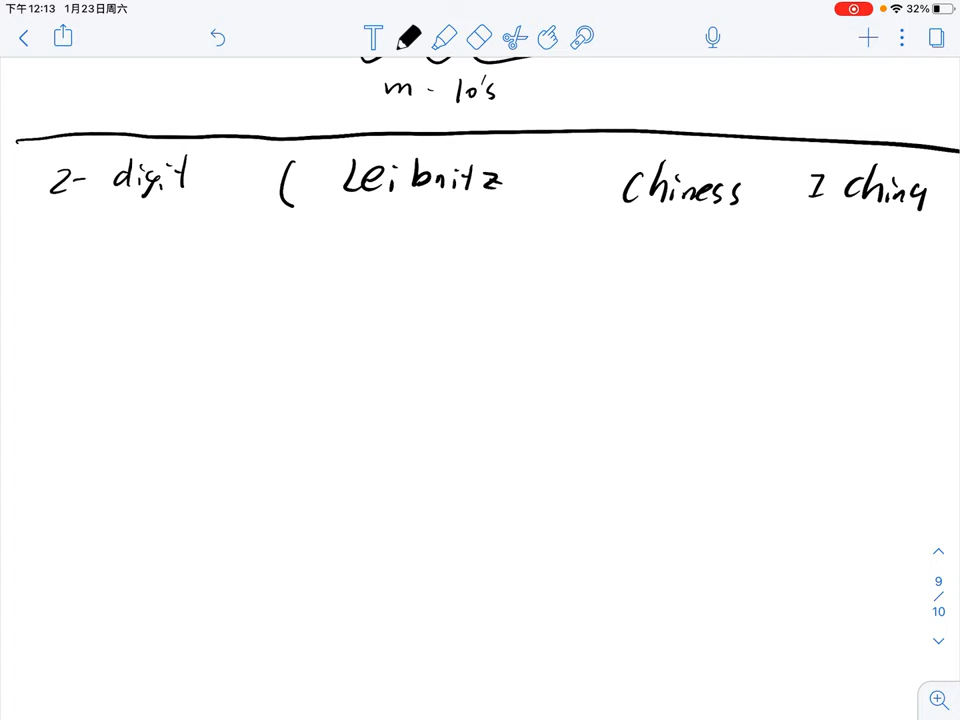 下午12:13 1月23日周六 32%
T
m - 10's
2- digit ( Leibnitz Chiness I Ching
9
/
10